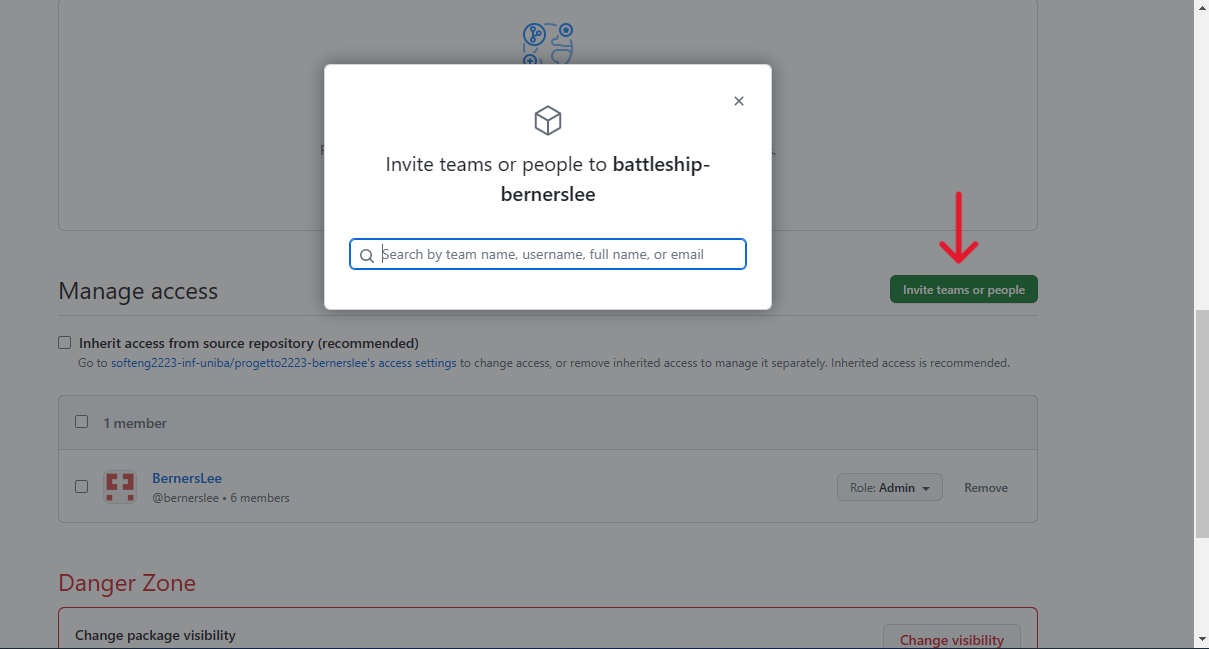 Invite teams or people to battleship-
bernerslee
Search by team name, username, full name, or email
Manage access
Invite teams or people
Inherit access from source repository (recommended)
Go to softeng2223-inf-uniba/progetto2223-bernerslee's access settings to change access, or remove inherited access to manage it separately. Inherited access is recommended.
1 member
BernersLee
@bernerslee • 6 members
Role: Admin
Remove
Danger Zone
Change package visibility
Change visibility